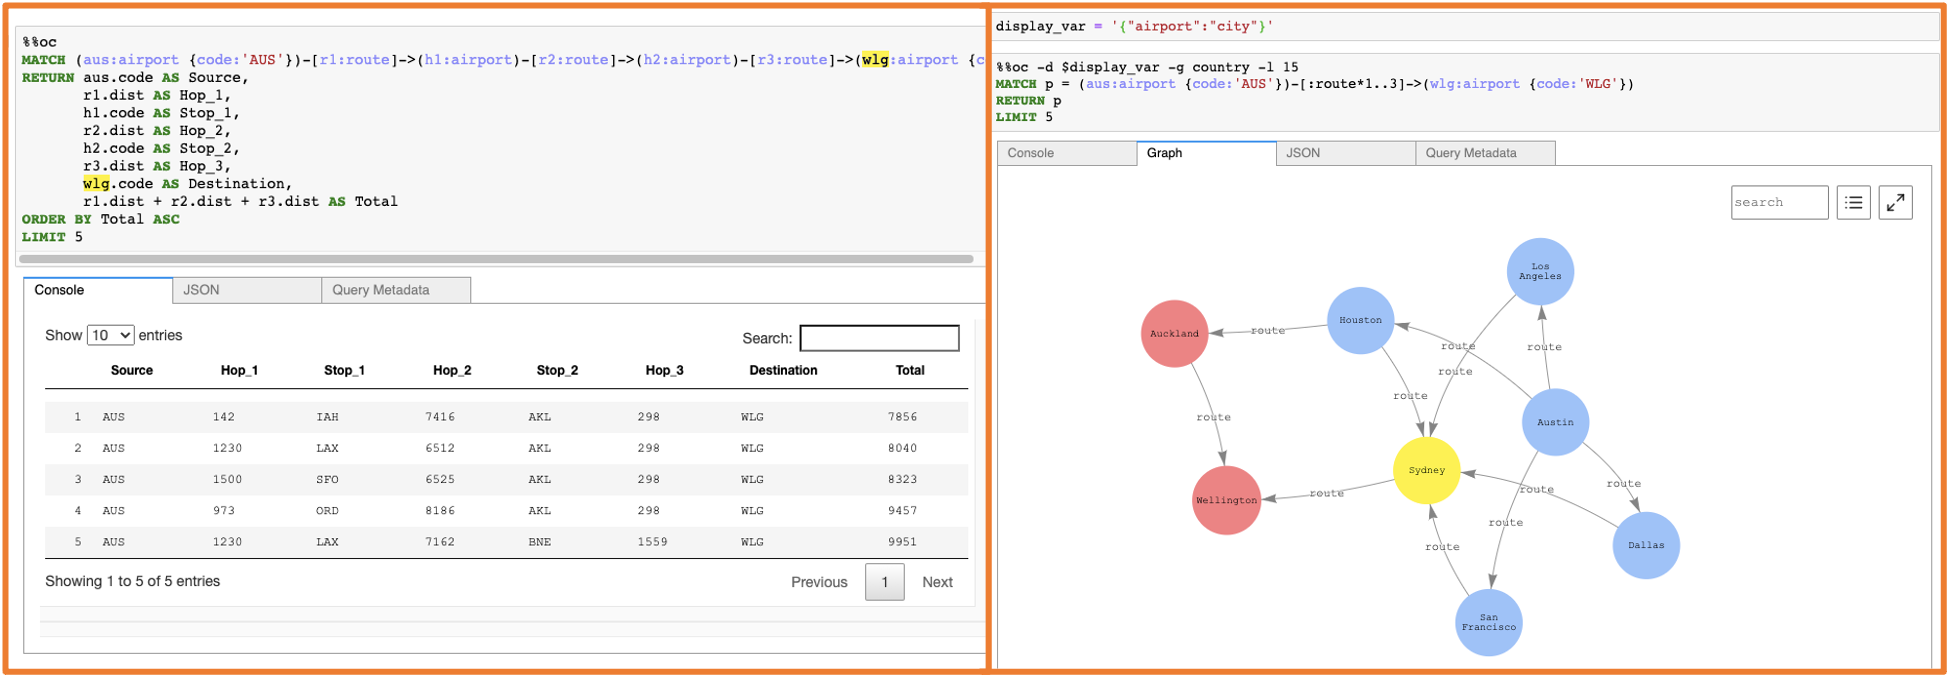 %%oc
MATCH (aus:airport {code:'AUS'})-[r1:route]->(h1:airport)-[r2:route]->(h2:airport)-[r3:route]->(wlg:airport {c
RETURN aus.code AS Source,
r1.dist AS Hop_1,
h1.code AS Stop_1,
r2.dist AS Hop_2,
h2.code AS Stop_2,
r3.dist AS Hop_3,
wlg.code AS Destination,
r1.dist + r2.dist + r3.dist AS Total
ORDER BY Total ASC
LIMIT 5
Console JSON Query Metadata
Show 10 entries Search:
Source Hop_1 Stop_1 Hop_2 Stop_2 Hop_3 Destination Total
1 AUS 142 IAH 7416 AKL 298 WLG 7856
2 AUS 1230 LAX 6512 AKL 298 WLG 8040
3 AUS 1500 SFO 6525 AKL 298 WLG 8323
4 AUS 973 ORD 8186 AKL 298 WLG 9457
5 AUS 1230 LAX 7162 BNE 1559 WLG 9951
Showing 1 to 5 of 5 entries Previous 1 Next
display_var = '{"airport":"city"}'
%%oc -d $display_var -g country -l 15
MATCH p = (aus:airport {code:'AUS'})-[:route*1..3]->(wlg:airport {code:'WLG'})
RETURN p
LIMIT 5
Console Graph JSON Query Metadata
search
Los
Angeles
Houston
Auckland
route
route
route
route
route
route
route
Austin
Sydney
route
route
route
Wellington
route
route
Dallas
San
Francisco